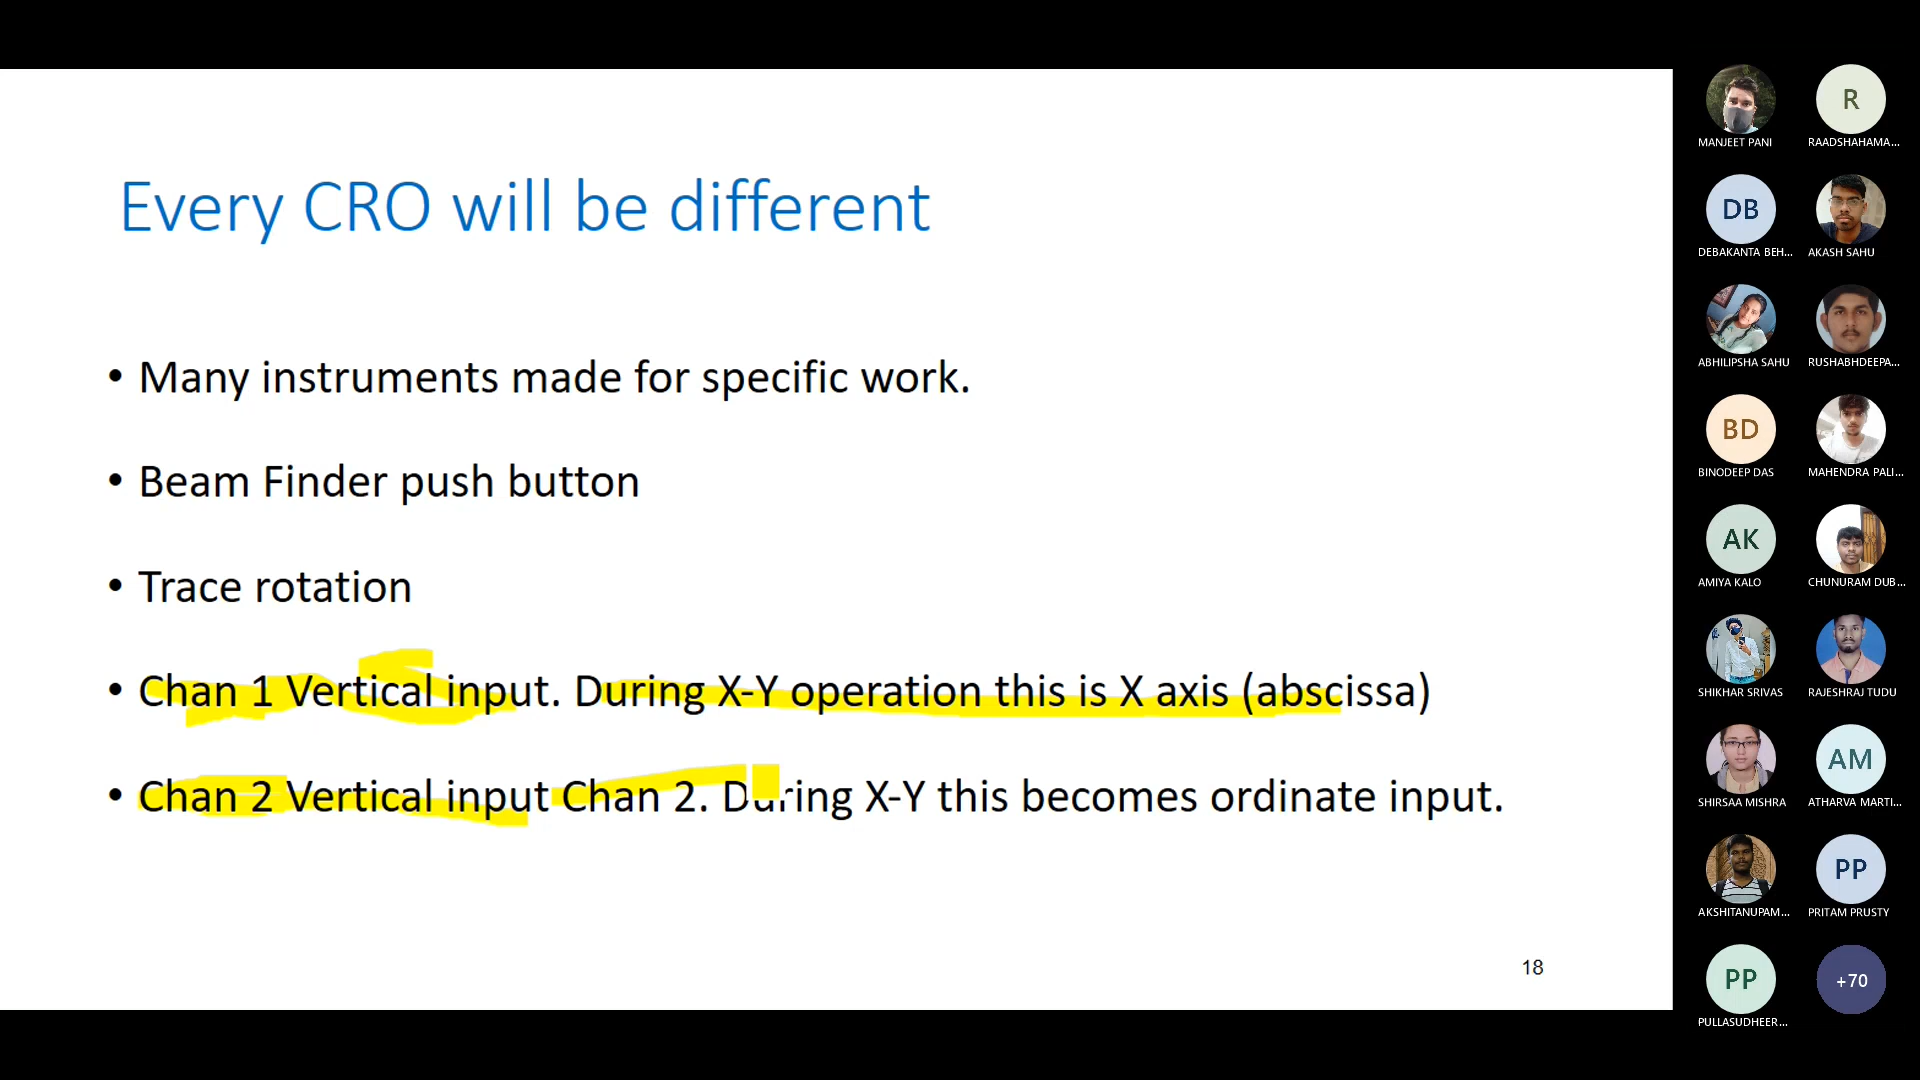 Every CRO will be different
• Many instruments made for specific work.
• Beam Finder push button
• Trace rotation
• Chan 1 Vertical input. During X-Y operation this is X axis (abscissa)
• Chan 2 Vertical input Chan 2. During X-Y this becomes ordinate input.
18
R
MANJEET PANI
RAADSHAHAMA...
DB
DEBAKANTA BEH...
AKASH SAHU
ABHILIPSHA SAHU
RUSHABHDEEPA...
BD
BINODEEP DAS
MAHENDRA PALI...
AK
AMIYA KALO
CHUNURAM DUB...
SHIKHAR SRIVAS
RAJESHRAJ TUDU
AM
SHIRSAA MISHRA
ATHARVA MARTI...
PP
AKSHITANUPAM...
PRITAM PRUSTY
PP
+70
PULLASUDHEER...